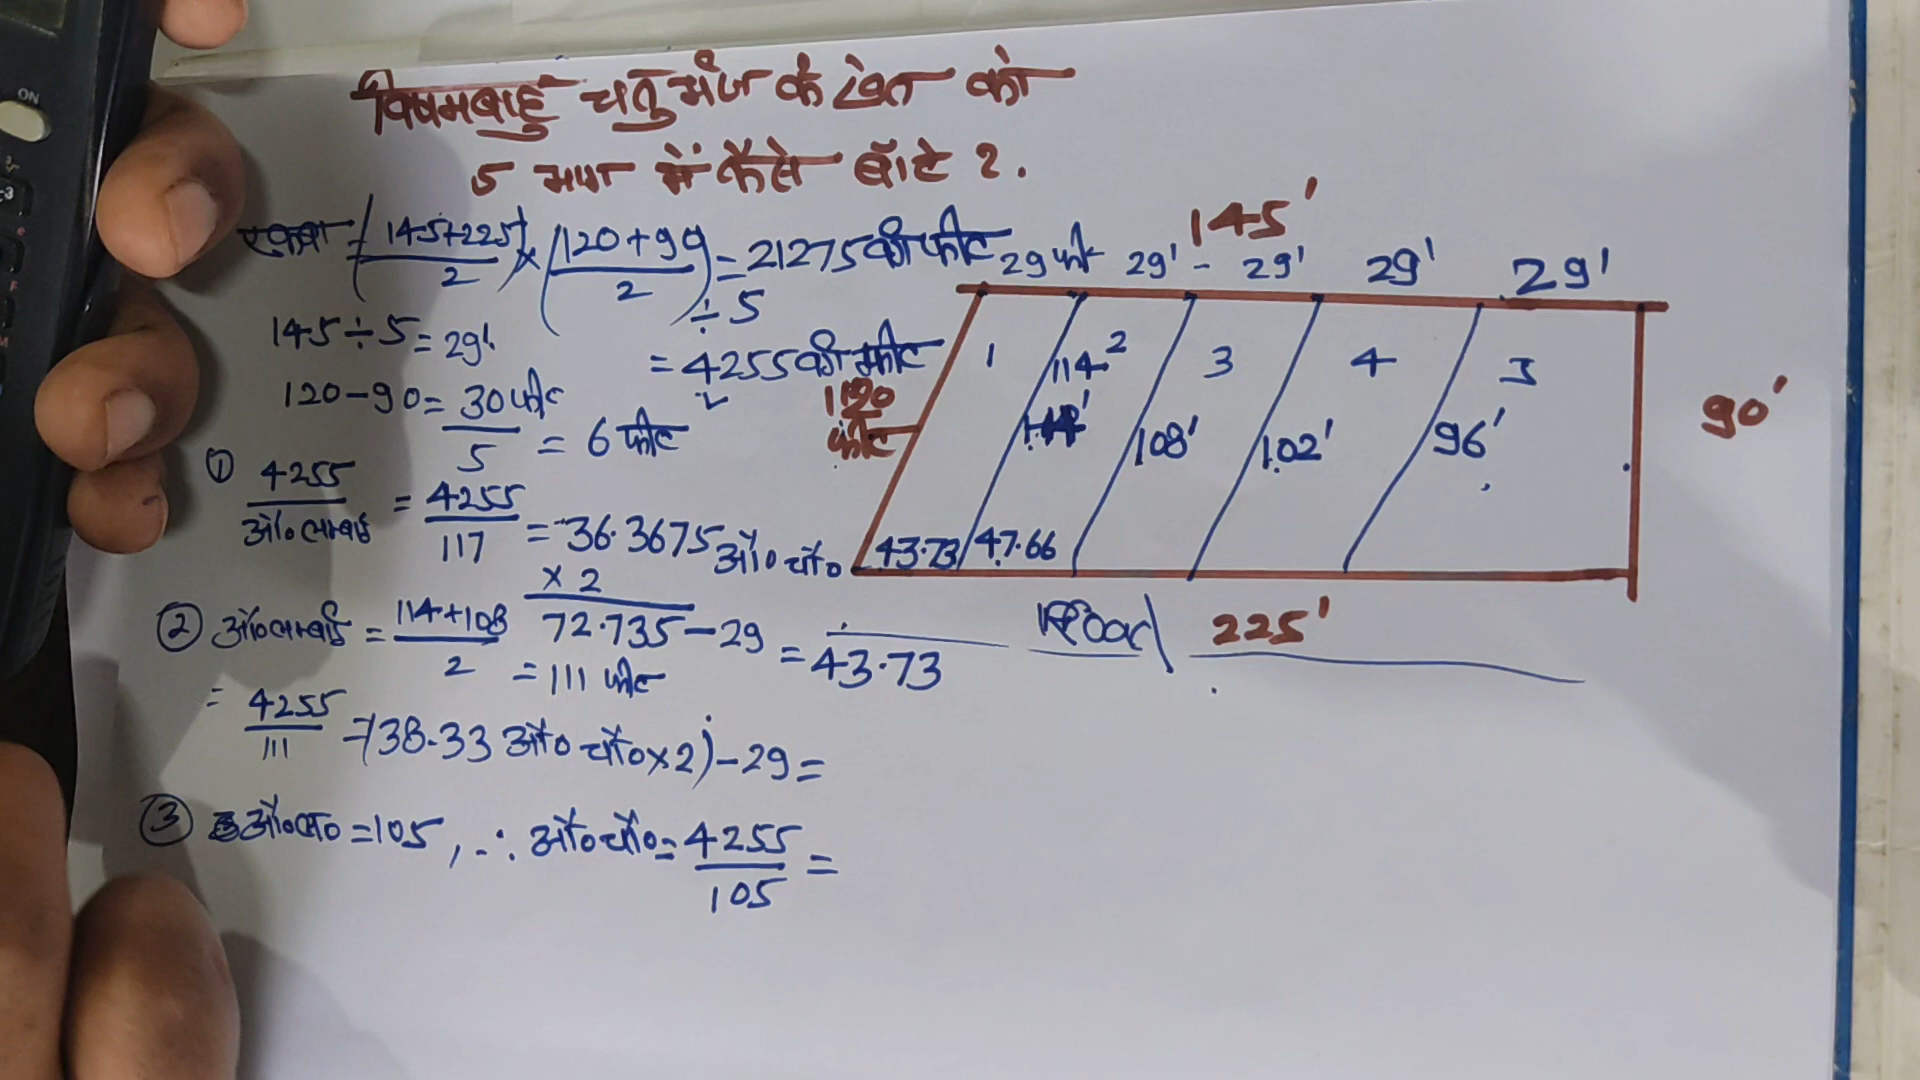 विषमबाहु चतुर्भुज के खेत को
5 भाग में कैसे बाँटे ?.
रकबा = (145+225/2) × (120+90/2) = 21275 वर्ग फीट
÷ 5
145 ÷ 5 = 29'
= 4255 वर्ग फीट
120-90 = 30 फीट/5 = 6 फीट
① 4255/औ० लम्बाई = 4255/117 = 36.3675 औ० चौ०
× 2
72.735 - 29 = 43.73
② औ० लम्बाई = 114+108/2 = 111 फीट
= 4255/111 = (38.33 औ० चौ० × 2) - 29 =
③ औ० ल० = 105, ∴ औ० चौ० = 4255/105 =
145'
29 फीट 29' - 29' 29' 29'
1 2 3 4 5
120
फीट
114 108' 102' 96'
90'
43.73 47.66
225'
Road
ON